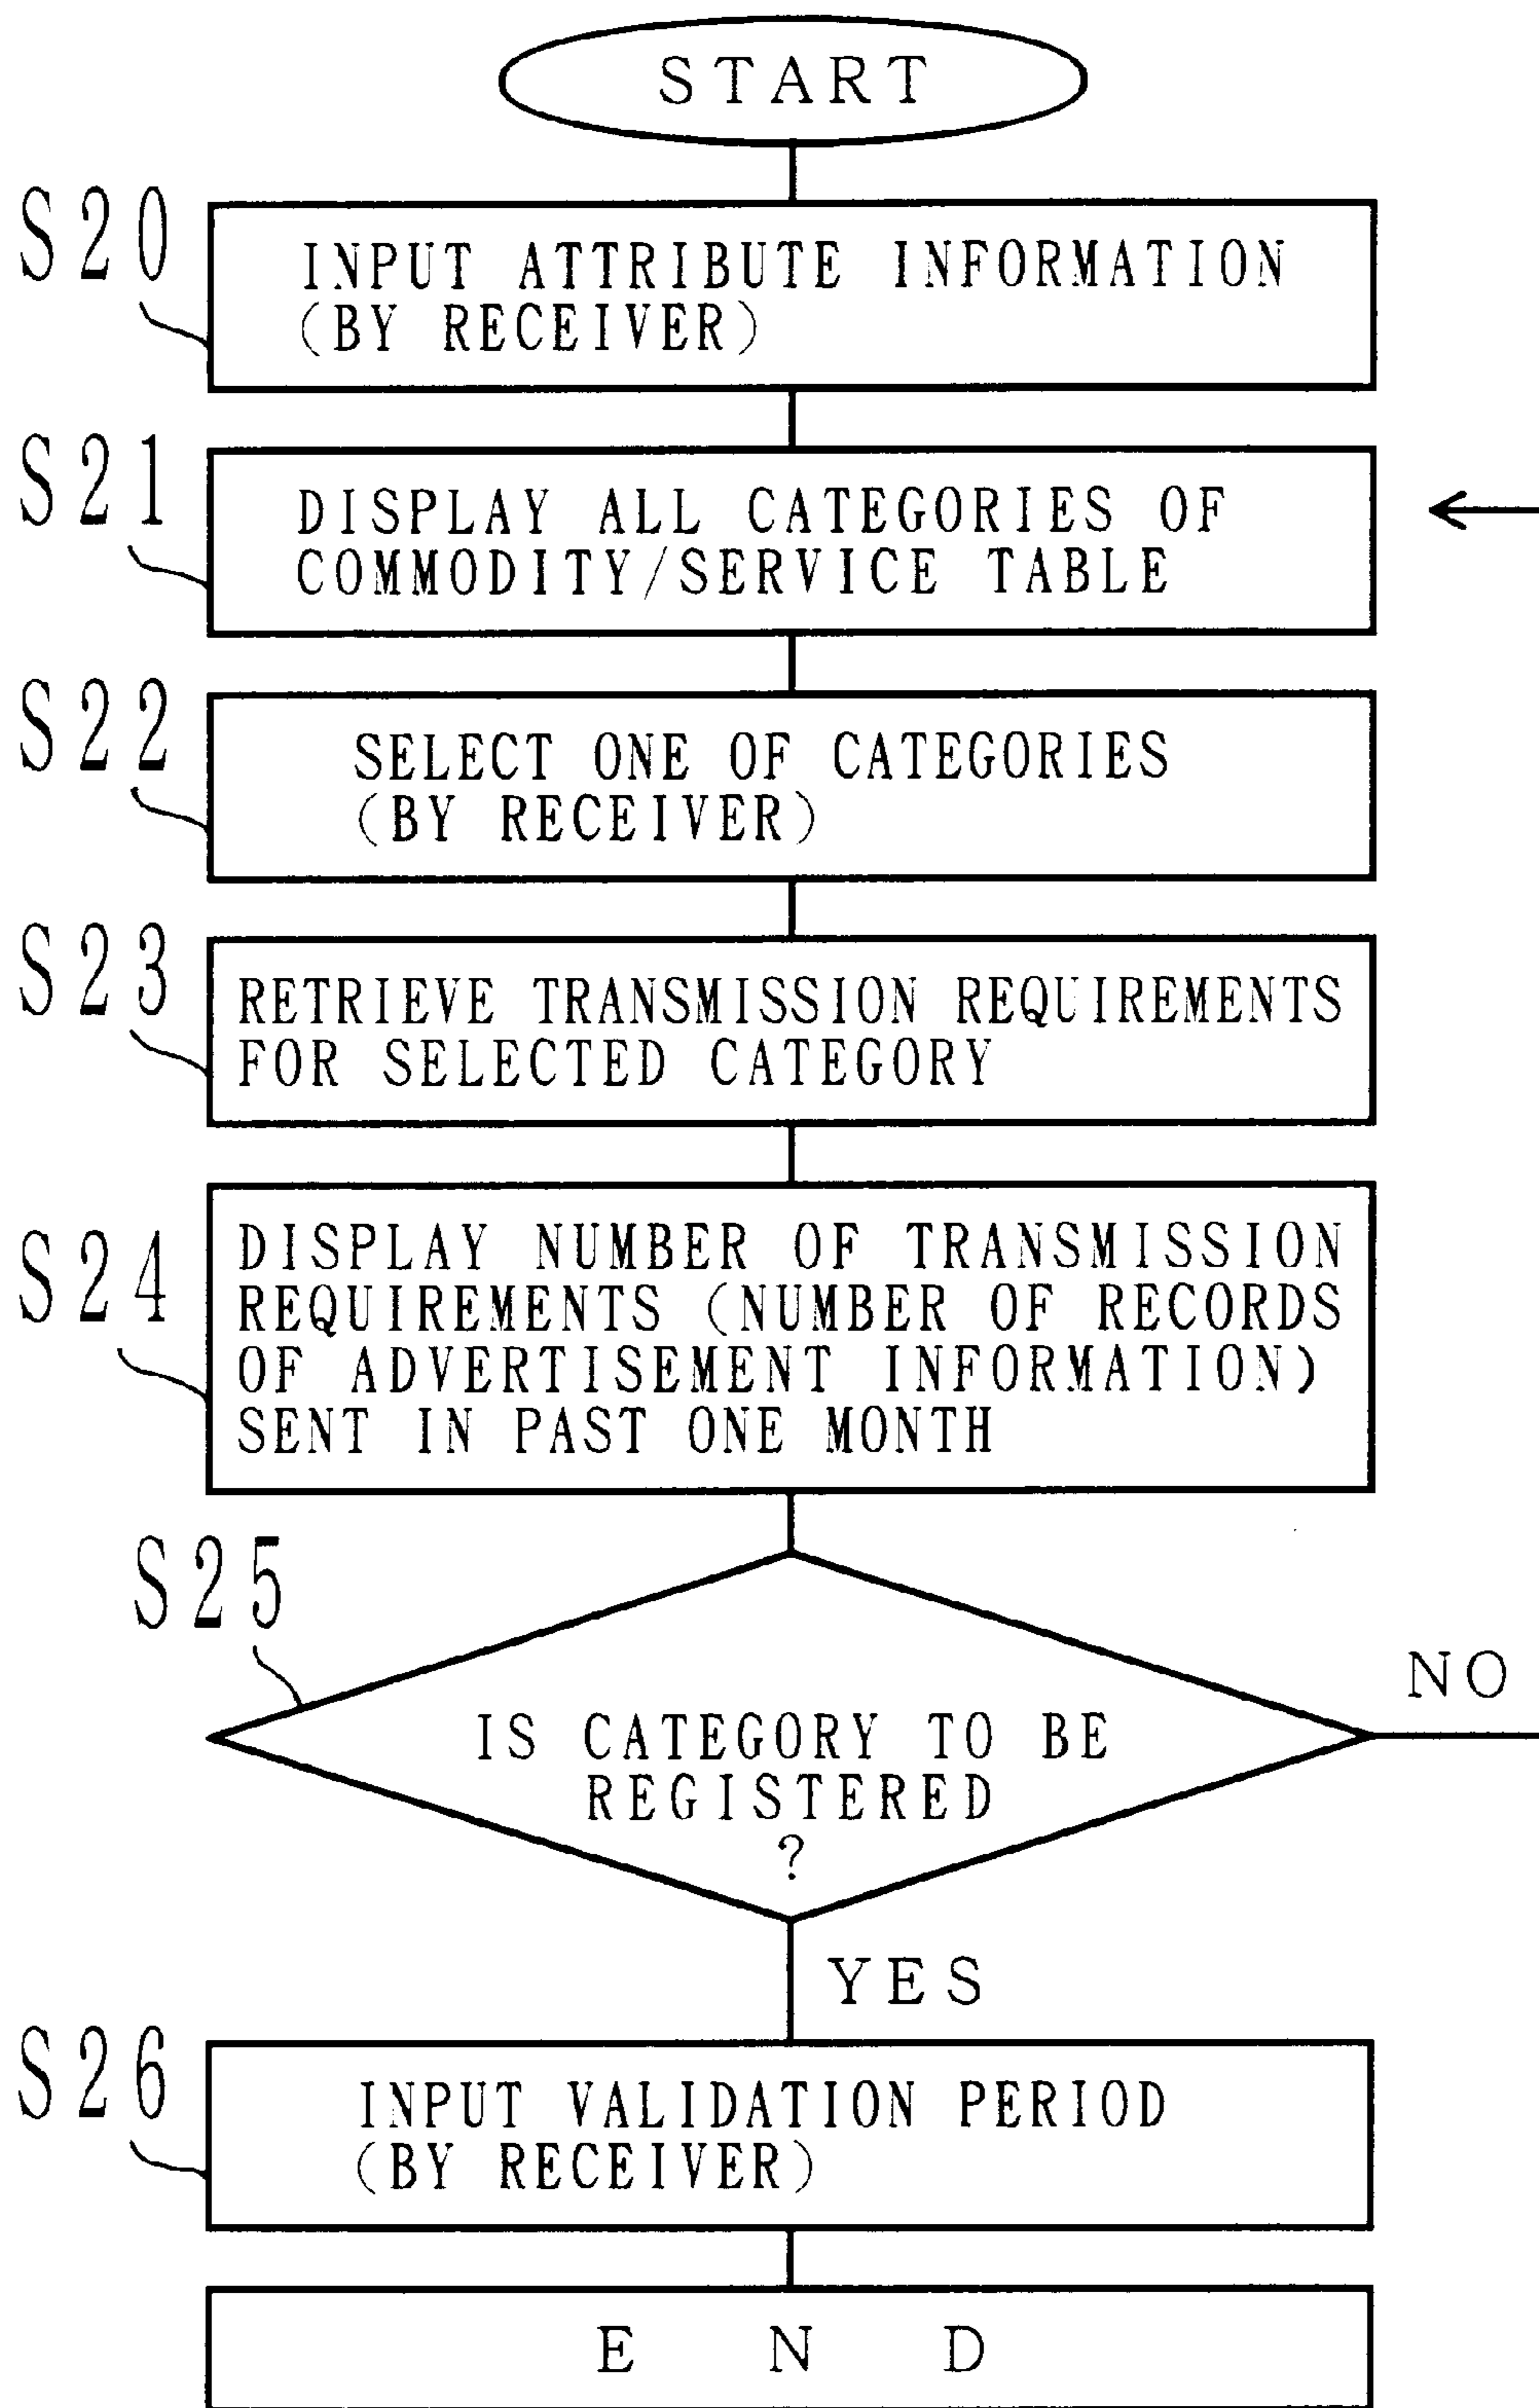 START
S20
INPUT ATTRIBUTE INFORMATION
(BY RECEIVER)
S21
DISPLAY ALL CATEGORIES OF
COMMODITY/SERVICE TABLE
S22
SELECT ONE OF CATEGORIES
(BY RECEIVER)
S23
RETRIEVE TRANSMISSION REQUIREMENTS
FOR SELECTED CATEGORY
S24
DISPLAY NUMBER OF TRANSMISSION
REQUIREMENTS (NUMBER OF RECORDS
OF ADVERTISEMENT INFORMATION)
SENT IN PAST ONE MONTH
S25
IS CATEGORY TO BE
REGISTERED
?
NO
YES
S26
INPUT VALIDATION PERIOD
(BY RECEIVER)
END